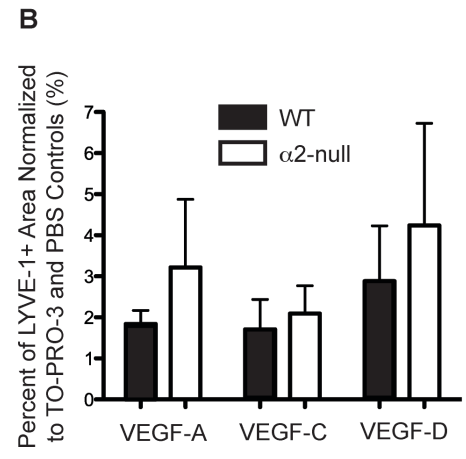 B
Percent of LYVE-1+ Area Normalized
to TO-PRO-3 and PBS Controls (%)
7
6
5
4
3
2
1
0
WT
α2-null
VEGF-A
VEGF-C
VEGF-D